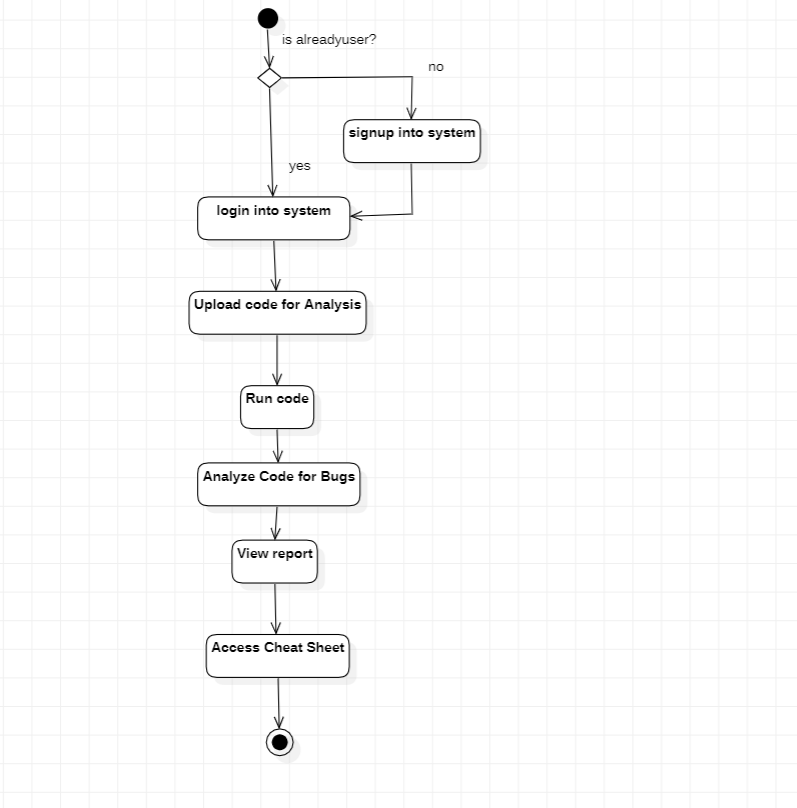 is alreadyuser?
no
signup into system
yes
login into system
Upload code for Analysis
Run code
Analyze Code for Bugs
View report
Access Cheat Sheet